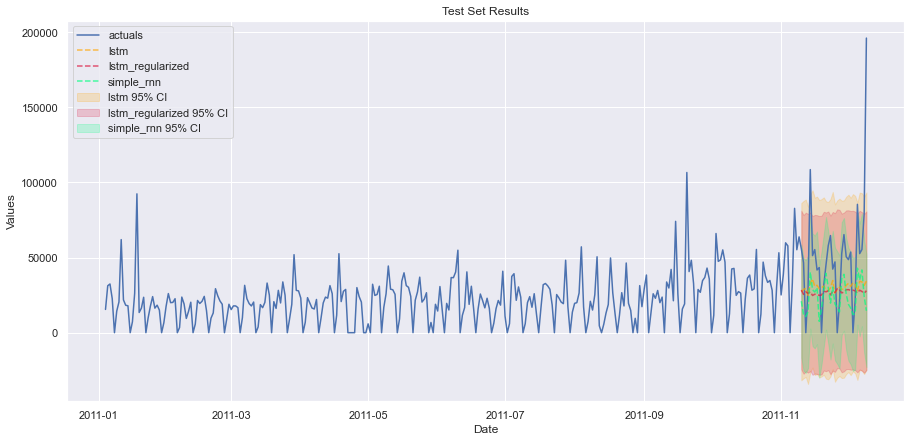 Test Set Results
200000
150000
100000
50000
0
Values
actuals
lstm
lstm_regularized
simple_rnn
lstm 95% CI
lstm_regularized 95% CI
simple_rnn 95% CI
2011-01
2011-03
2011-05
2011-07
2011-09
2011-11
Date